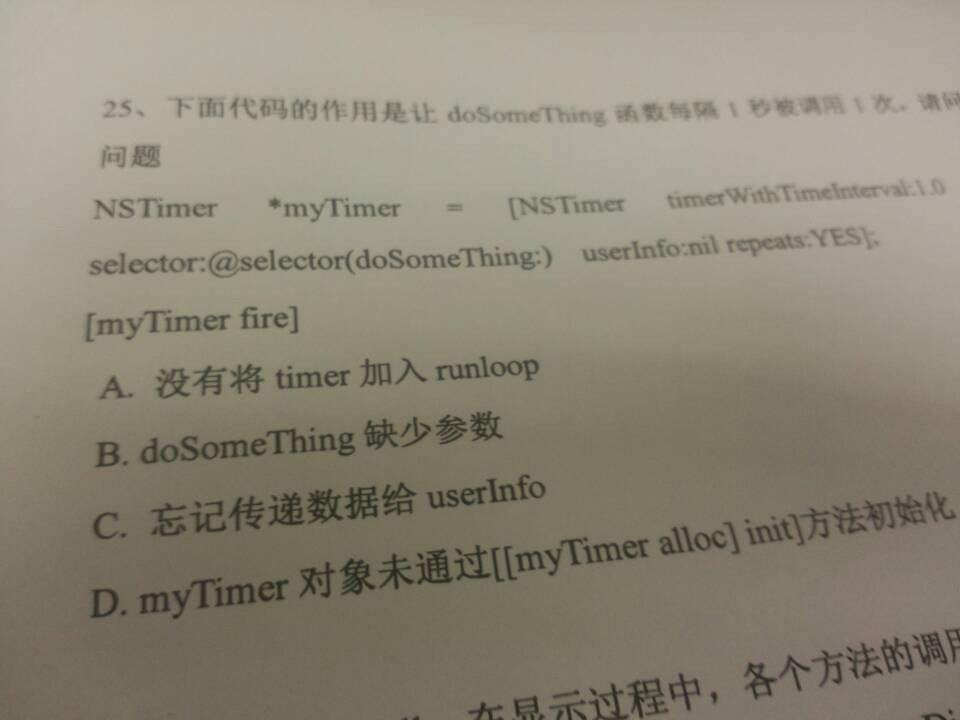 25、下面代码的作用是让 doSomeThing 函数每隔 1 秒被调用 1 次。请问
问题
NSTimer *myTimer = [NSTimer timerWithTimeInterval:1.0
selector:@selector(doSomeThing:) userInfo:nil repeats:YES];
[myTimer fire]
A. 没有将 timer 加入 runloop
B. doSomeThing 缺少参数
C. 忘记传递数据给 userInfo
D. myTimer 对象未通过[[myTimer alloc] init]方法初始化
在显示过程中，各个方法的调用